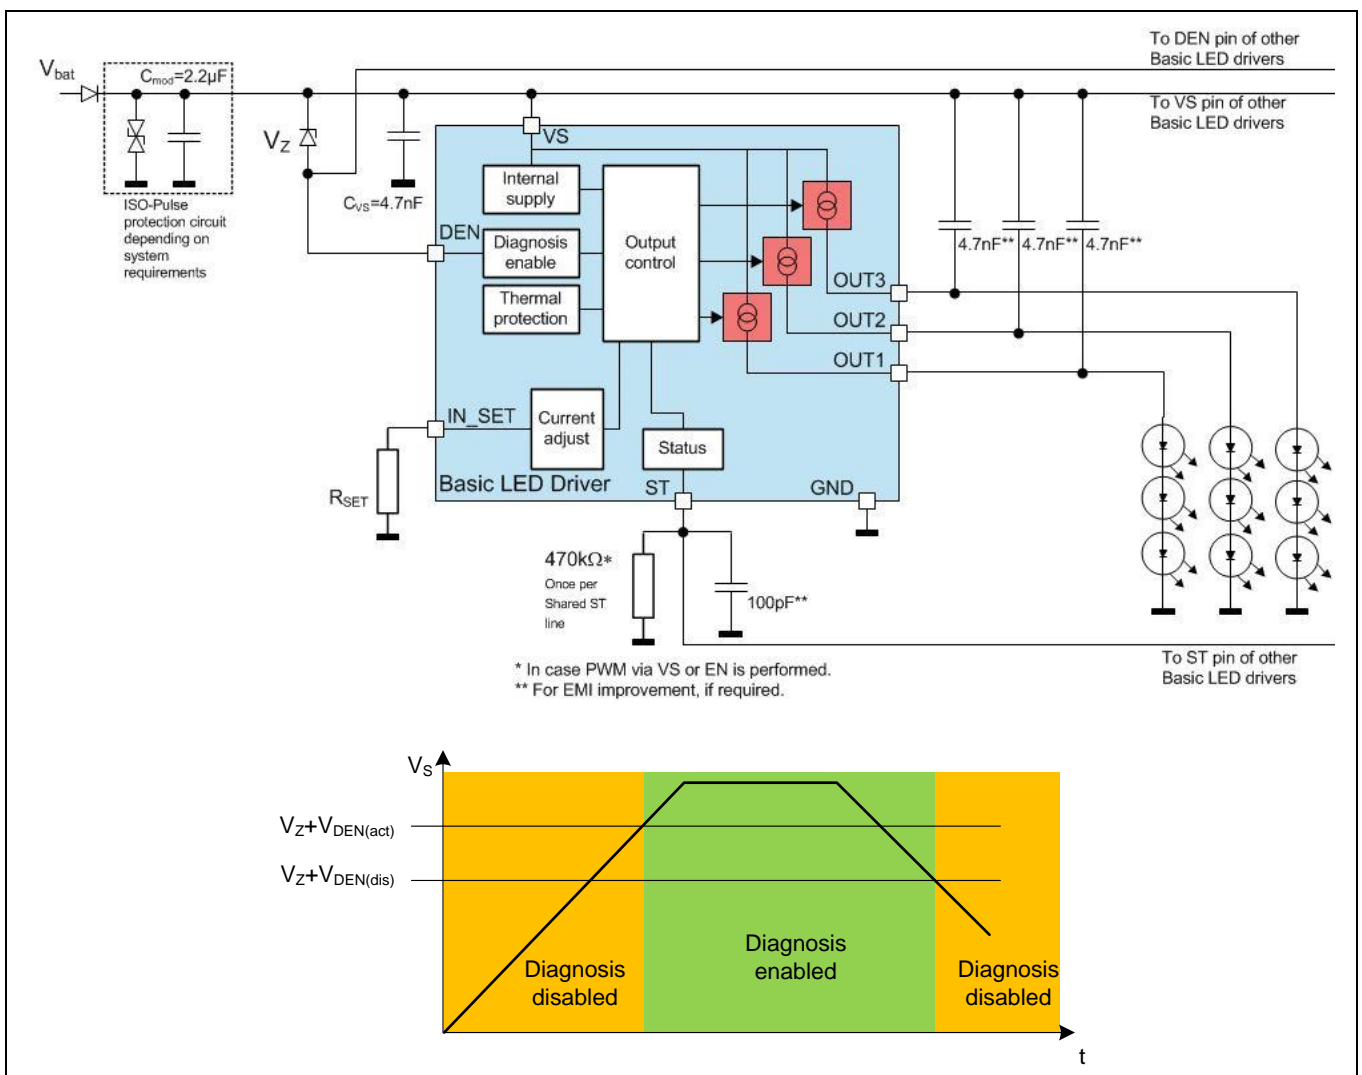 To DEN pin of other
Basic LED drivers
Vbat
Cmod=2.2µF
To VS pin of other
Basic LED drivers
VS
VZ
CVS=4.7nF
ISO-Pulse
protection circuit
depending on
system
requirements
Internal
supply
DEN
Diagnosis
enable
Output
control
Thermal
protection
4.7nF**
4.7nF**
4.7nF**
OUT3
OUT2
OUT1
IN_SET
Current
adjust
Status
RSET
Basic LED Driver
ST
GND
470kΩ*
Once per
Shared ST
line
100pF**
To ST pin of other
Basic LED drivers
* In case PWM via VS or EN is performed.
** For EMI improvement, if required.
VS
VZ+VDEN(act)
VZ+VDEN(dis)
Diagnosis
disabled
Diagnosis
enabled
Diagnosis
disabled
t